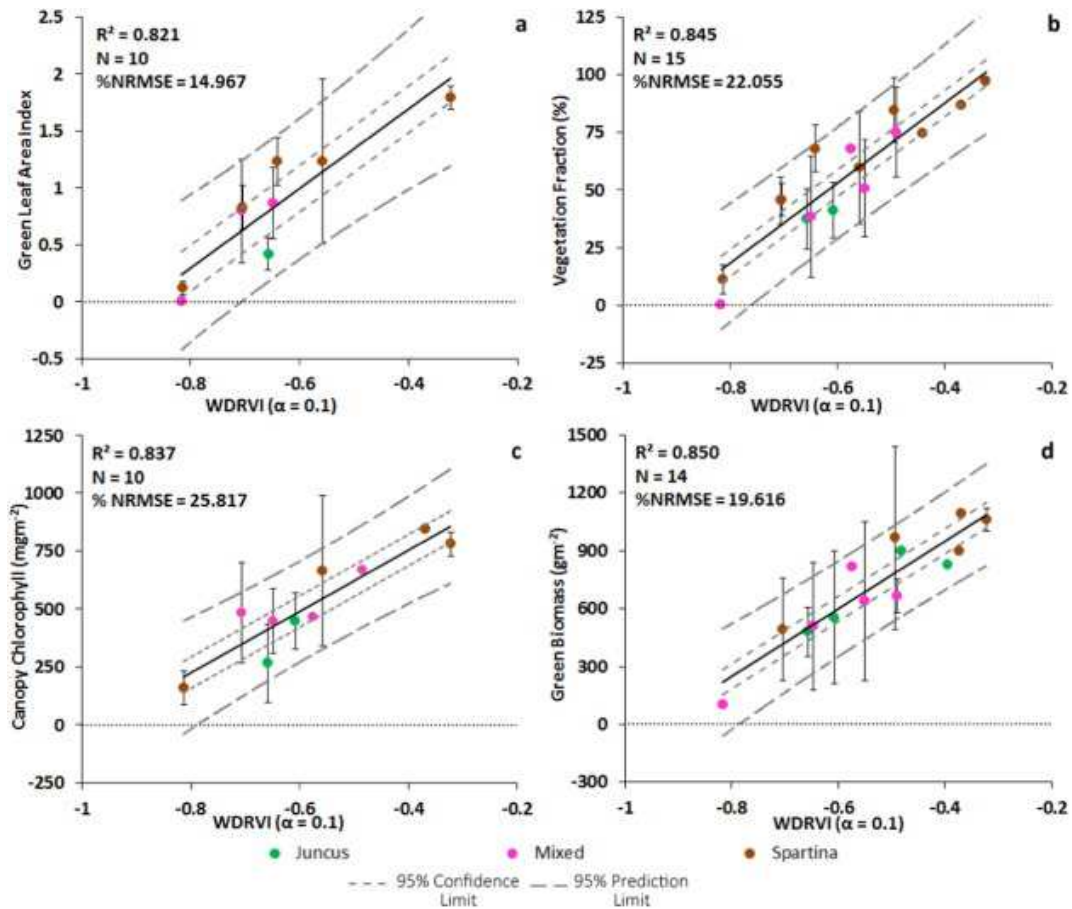 a
R² = 0.821
N = 10
%NRMSE = 14.967
Green Leaf Area Index
2
1.5
1
0.5
0
-0.5
-1
-0.8
-0.6
-0.4
-0.2
WDRVI (α = 0.1)
b
R² = 0.845
N = 15
%NRMSE = 22.055
Vegetation Fraction (%)
125
100
75
50
25
0
-25
-1
-0.8
-0.6
-0.4
-0.2
WDRVI (α = 0.1)
c
R² = 0.837
N = 10
% NRMSE = 25.817
Canopy Chlorophyll (mgm⁻²)
1250
1000
750
500
250
0
-250
-1
-0.8
-0.6
-0.4
-0.2
WDRVI (α = 0.1)
d
R² = 0.850
N = 14
%NRMSE = 19.616
Green Biomass (gm⁻²)
1500
1200
900
600
300
0
-300
-1
-0.8
-0.6
-0.4
-0.2
WDRVI (α = 0.1)
Juncus
Mixed
Spartina
95% Confidence
Limit
95% Prediction
Limit